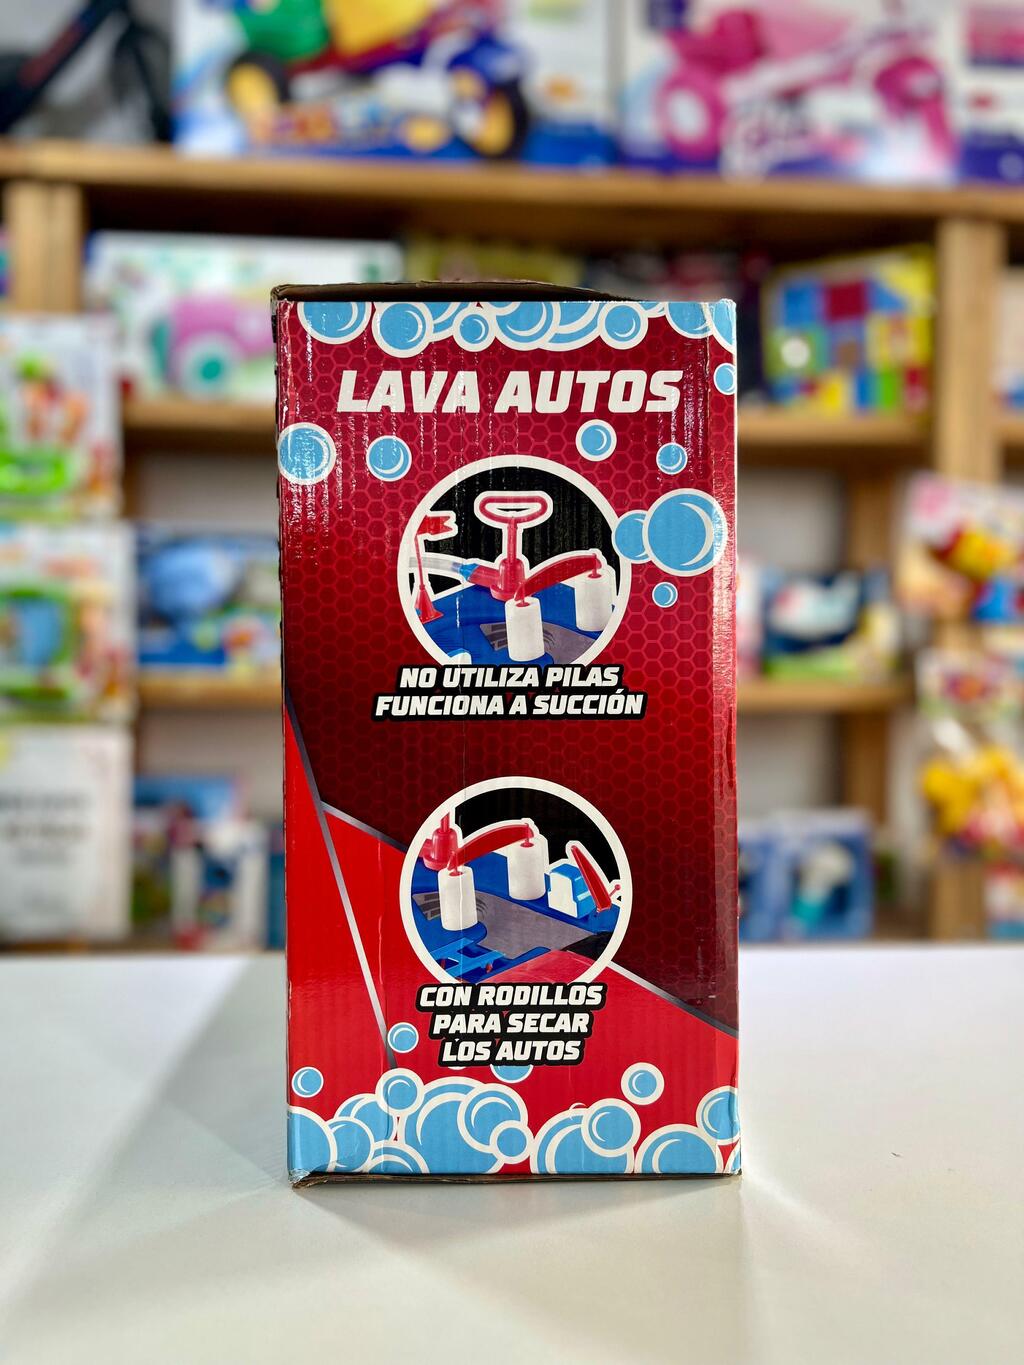 LAVA AUTOS
NO UTILIZA PILAS
FUNCIONA A SUCCIÓN
CON RODILLOS
PARA SECAR
LOS AUTOS